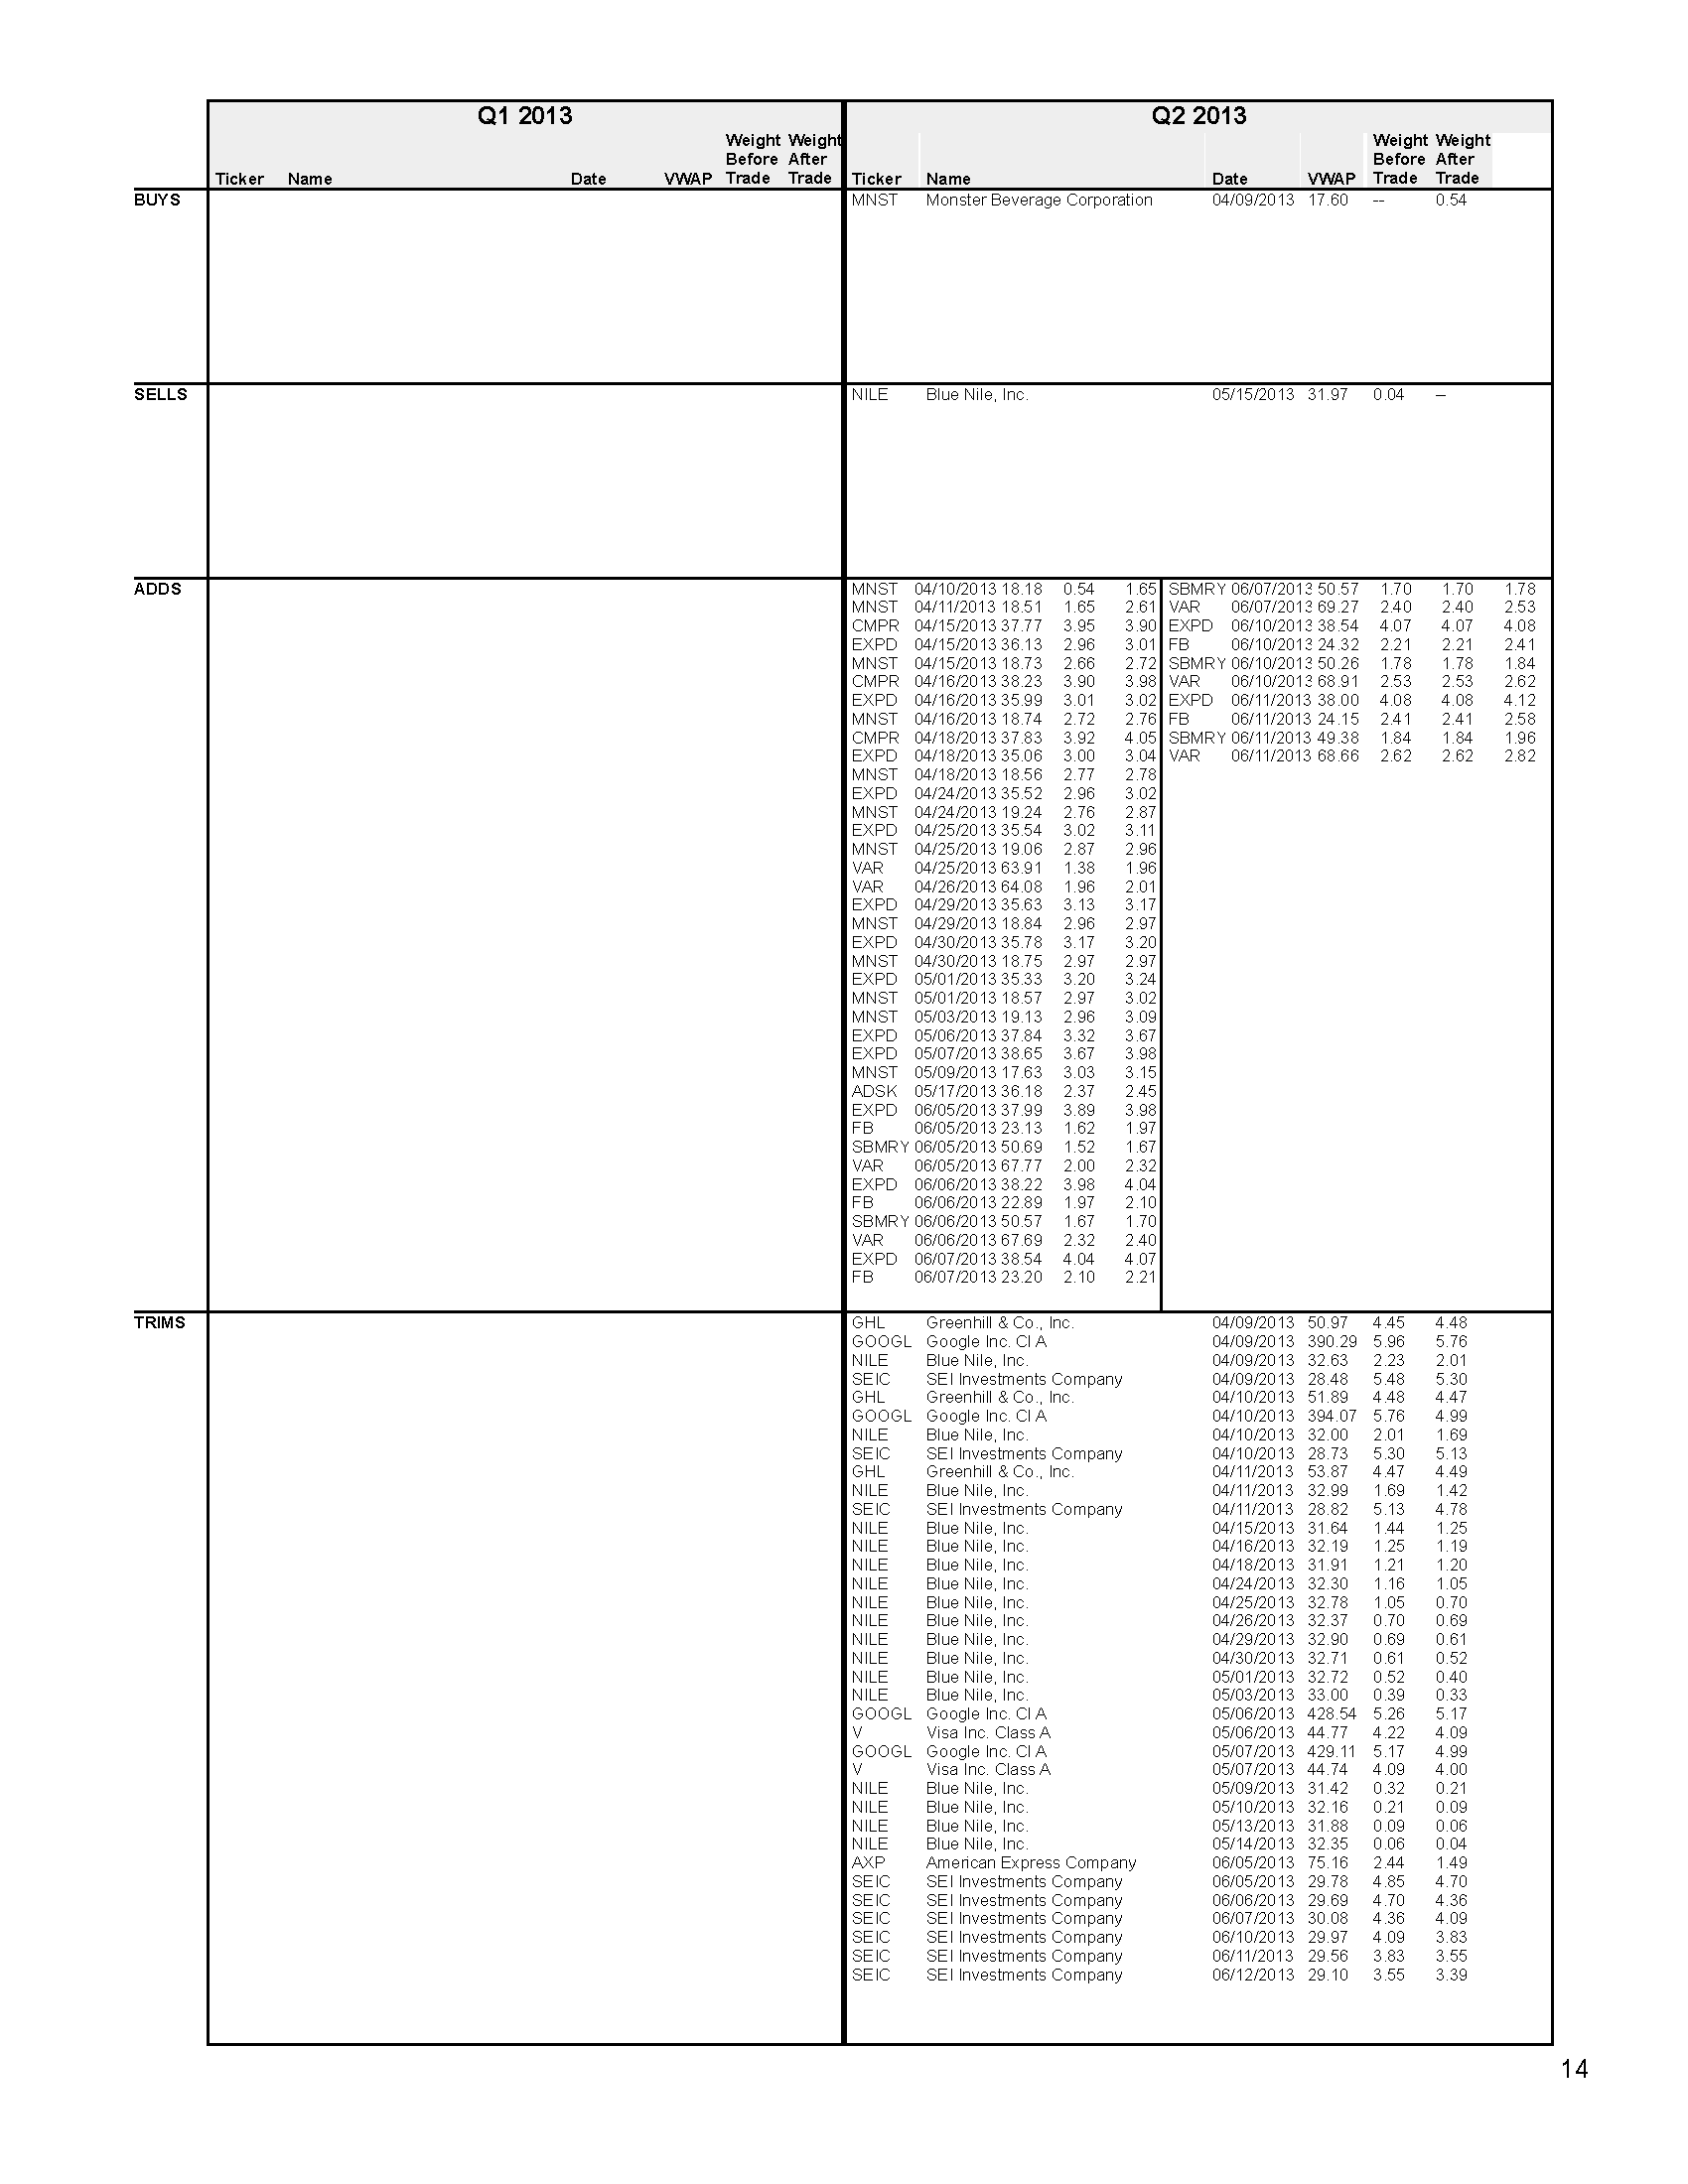 Q1 2013 Q2 2013
Weight Weight Weight Weight
Before After Before After
Ticker Name Date VWAP Trade Trade Ticker Name Date VWAP Trade Trade
BUYS MNST Monster Beverage Corporation 04/09/2013 17.60 -- 0.54
SELLS NILE Blue Nile, Inc. 05/15/2013 31.97 0.04 –
ADDS MNST 04/10/2013 18.18 0.54 1.65 SBMRY 06/07/2013 50.57 1.70 1.70 1.78
MNST 04/11/2013 18.51 1.65 2.61 VAR 06/07/2013 69.27 2.40 2.40 2.53
CMPR 04/15/2013 37.77 3.95 3.90 EXPD 06/10/2013 38.54 4.07 4.07 4.08
EXPD 04/15/2013 36.13 2.96 3.01 FB 06/10/2013 24.32 2.21 2.21 2.41
MNST 04/15/2013 18.73 2.66 2.72 SBMRY 06/10/2013 50.26 1.78 1.78 1.84
CMPR 04/16/2013 38.23 3.90 3.98 VAR 06/10/2013 68.91 2.53 2.53 2.62
EXPD 04/16/2013 35.99 3.01 3.02 EXPD 06/11/2013 38.00 4.08 4.08 4.12
MNST 04/16/2013 18.74 2.72 2.76 FB 06/11/2013 24.15 2.41 2.41 2.58
CMPR 04/18/2013 37.83 3.92 4.05 SBMRY 06/11/2013 49.38 1.84 1.84 1.96
EXPD 04/18/2013 35.06 3.00 3.04 VAR 06/11/2013 68.66 2.62 2.62 2.82
MNST 04/18/2013 18.56 2.77 2.78
EXPD 04/24/2013 35.52 2.96 3.02
MNST 04/24/2013 19.24 2.76 2.87
EXPD 04/25/2013 35.54 3.02 3.11
MNST 04/25/2013 19.06 2.87 2.96
VAR 04/25/2013 63.91 1.38 1.96
VAR 04/26/2013 64.08 1.96 2.01
EXPD 04/29/2013 35.63 3.13 3.17
MNST 04/29/2013 18.84 2.96 2.97
EXPD 04/30/2013 35.78 3.17 3.20
MNST 04/30/2013 18.75 2.97 2.97
EXPD 05/01/2013 35.33 3.20 3.24
MNST 05/01/2013 18.57 2.97 3.02
MNST 05/03/2013 19.13 2.96 3.09
EXPD 05/06/2013 37.84 3.32 3.67
EXPD 05/07/2013 38.65 3.67 3.98
MNST 05/09/2013 17.63 3.03 3.15
ADSK 05/17/2013 36.18 2.37 2.45
EXPD 06/05/2013 37.99 3.89 3.98
FB 06/05/2013 23.13 1.62 1.97
SBMRY 06/05/2013 50.69 1.52 1.67
VAR 06/05/2013 67.77 2.00 2.32
EXPD 06/06/2013 38.22 3.98 4.04
FB 06/06/2013 22.89 1.97 2.10
SBMRY 06/06/2013 50.57 1.67 1.70
VAR 06/06/2013 67.69 2.32 2.40
EXPD 06/07/2013 38.54 4.04 4.07
FB 06/07/2013 23.20 2.10 2.21
TRIMS GHL Greenhill & Co., Inc. 04/09/2013 50.97 4.45 4.48
GOOGL Google Inc. Cl A 04/09/2013 390.29 5.96 5.76
NILE Blue Nile, Inc. 04/09/2013 32.63 2.23 2.01
SEIC SEI Investments Company 04/09/2013 28.48 5.48 5.30
GHL Greenhill & Co., Inc. 04/10/2013 51.89 4.48 4.47
GOOGL Google Inc. Cl A 04/10/2013 394.07 5.76 4.99
NILE Blue Nile, Inc. 04/10/2013 32.00 2.01 1.69
SEIC SEI Investments Company 04/10/2013 28.73 5.30 5.13
GHL Greenhill & Co., Inc. 04/11/2013 53.87 4.47 4.49
NILE Blue Nile, Inc. 04/11/2013 32.99 1.69 1.42
SEIC SEI Investments Company 04/11/2013 28.82 5.13 4.78
NILE Blue Nile, Inc. 04/15/2013 31.64 1.44 1.25
NILE Blue Nile, Inc. 04/16/2013 32.19 1.25 1.19
NILE Blue Nile, Inc. 04/18/2013 31.91 1.21 1.20
NILE Blue Nile, Inc. 04/24/2013 32.30 1.16 1.05
NILE Blue Nile, Inc. 04/25/2013 32.78 1.05 0.70
NILE Blue Nile, Inc. 04/26/2013 32.37 0.70 0.69
NILE Blue Nile, Inc. 04/29/2013 32.90 0.69 0.61
NILE Blue Nile, Inc. 04/30/2013 32.71 0.61 0.52
NILE Blue Nile, Inc. 05/01/2013 32.72 0.52 0.40
NILE Blue Nile, Inc. 05/03/2013 33.00 0.39 0.33
GOOGL Google Inc. Cl A 05/06/2013 428.54 5.26 5.17
V Visa Inc. Class A 05/06/2013 44.77 4.22 4.09
GOOGL Google Inc. Cl A 05/07/2013 429.11 5.17 4.99
V Visa Inc. Class A 05/07/2013 44.74 4.09 4.00
NILE Blue Nile, Inc. 05/09/2013 31.42 0.32 0.21
NILE Blue Nile, Inc. 05/10/2013 32.16 0.21 0.09
NILE Blue Nile, Inc. 05/13/2013 31.88 0.09 0.06
NILE Blue Nile, Inc. 05/14/2013 32.35 0.06 0.04
AXP American Express Company 06/05/2013 75.16 2.44 1.49
SEIC SEI Investments Company 06/05/2013 29.78 4.85 4.70
SEIC SEI Investments Company 06/06/2013 29.69 4.70 4.36
SEIC SEI Investments Company 06/07/2013 30.08 4.36 4.09
SEIC SEI Investments Company 06/10/2013 29.97 4.09 3.83
SEIC SEI Investments Company 06/11/2013 29.56 3.83 3.55
SEIC SEI Investments Company 06/12/2013 29.10 3.55 3.39
14